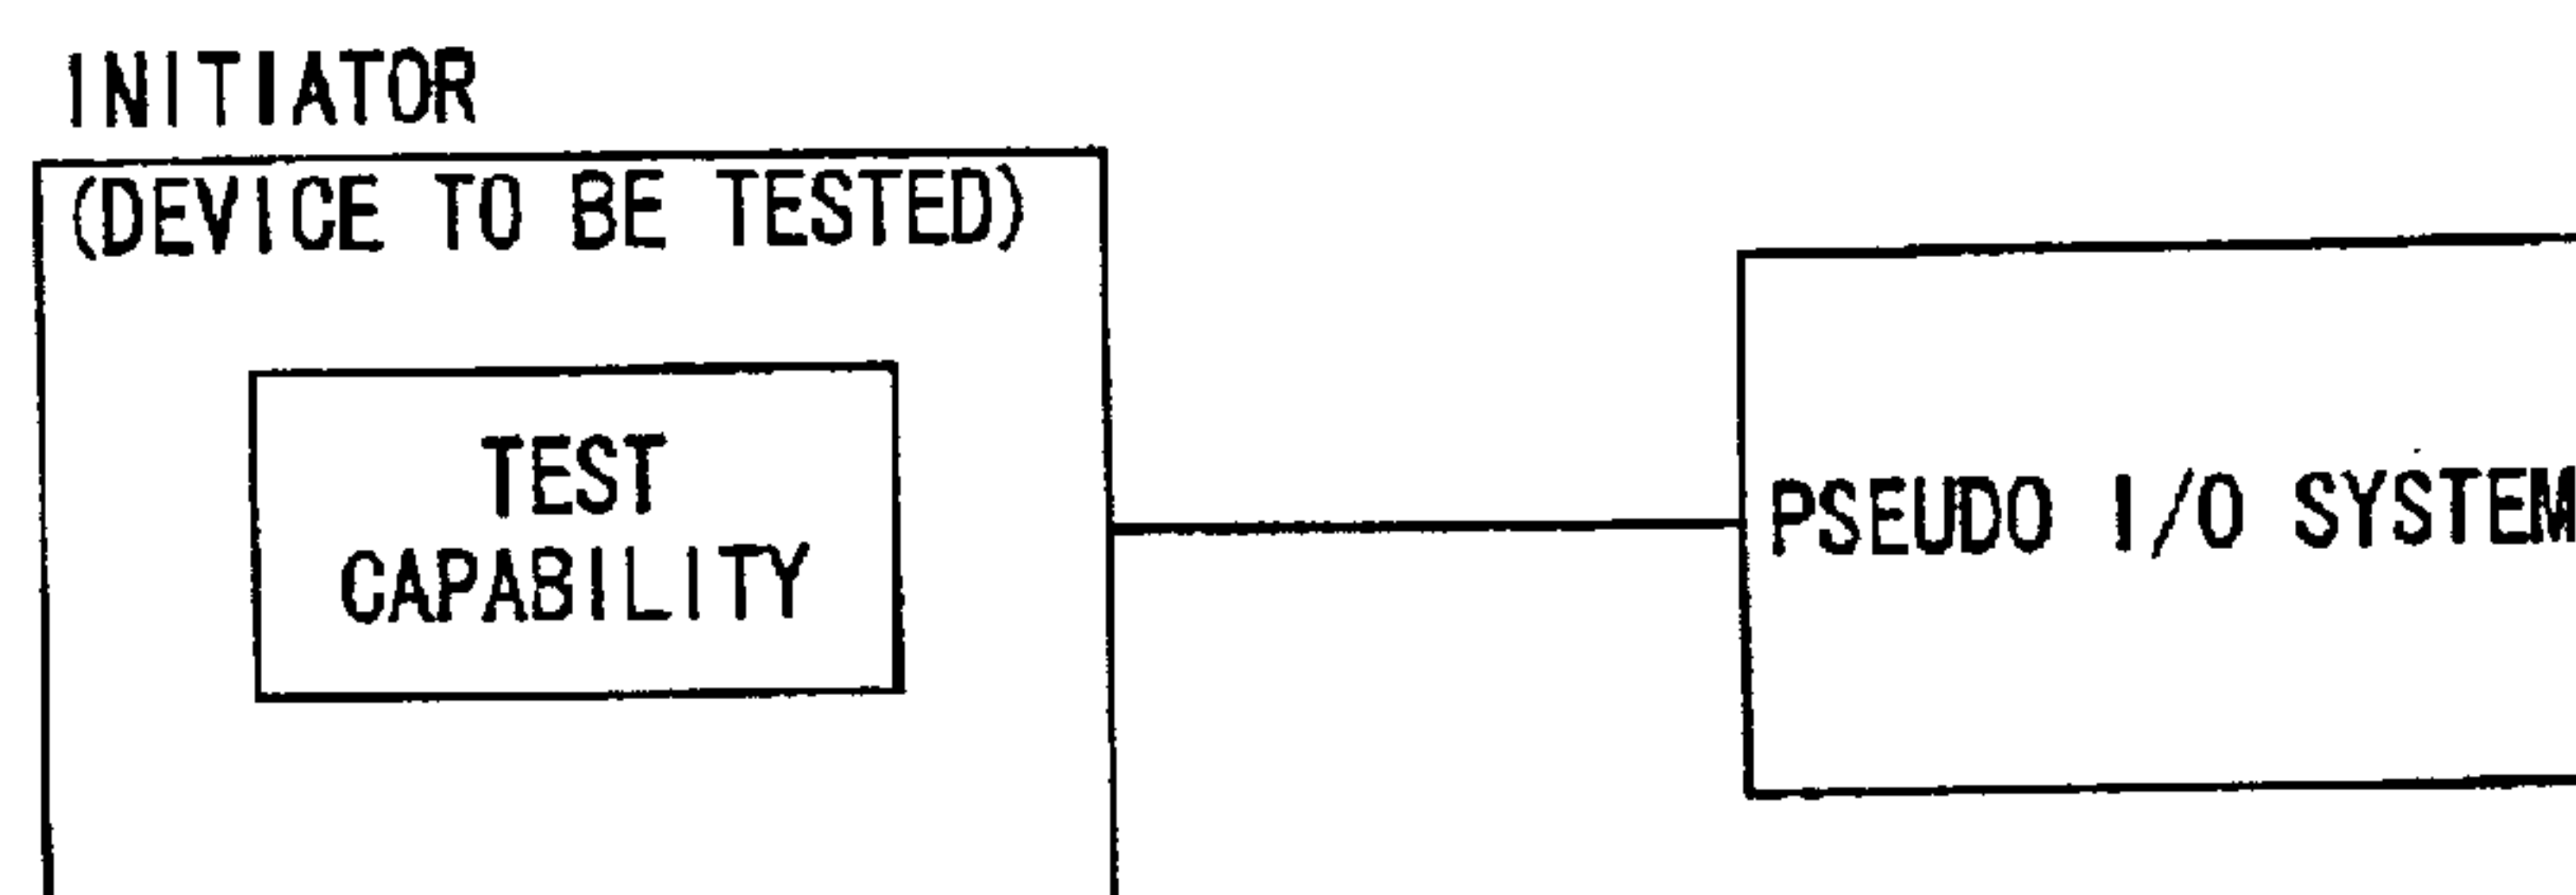 INITIATOR
(DEVICE TO BE TESTED)
TEST
CAPABILITY
PSEUDO I/O SYSTEM